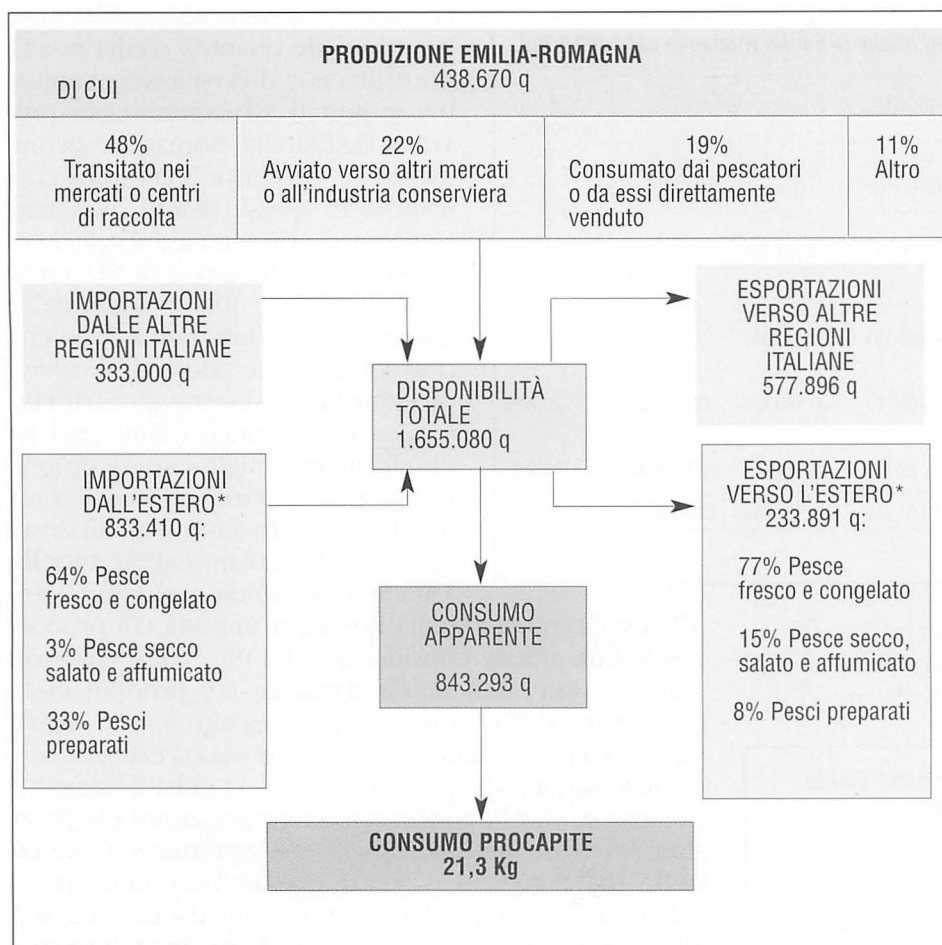 PRODUZIONE EMILIA-ROMAGNA
438.670 q
DI CUI
48%
Transitato nei
mercati o centri
di raccolta
22%
Avviato verso altri mercati
o all'industria conserviera
19%
Consumato dai pescatori
o da essi direttamente
venduto
11%
Altro
IMPORTAZIONI
DALLE ALTRE
REGIONI ITALIANE
333.000 q
ESPORTAZIONI
VERSO ALTRE
REGIONI
ITALIANE
577.896 q
DISPONIBILITÀ
TOTALE
1.655.080 q
IMPORTAZIONI
DALL'ESTERO*
833.410 q:
64% Pesce
fresco e congelato
3% Pesce secco
salato e affumicato
33% Pesci
preparati
ESPORTAZIONI
VERSO L'ESTERO*
233.891 q:
77% Pesce
fresco e congelato
15% Pesce secco,
salato e affumicato
8% Pesci preparati
CONSUMO
APPARENTE
843.293 q
CONSUMO PROCAPITE
21,3 Kg